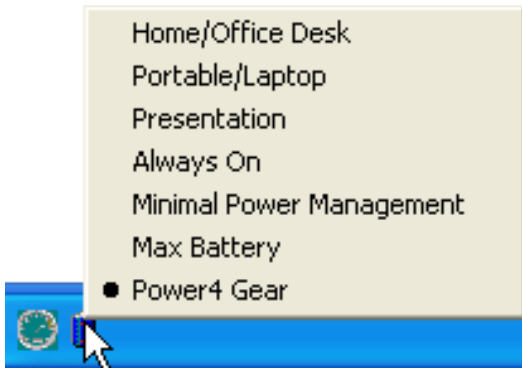 Home/Office Desk
Portable/Laptop
Presentation
Always On
Minimal Power Management
Max Battery
Power4 Gear